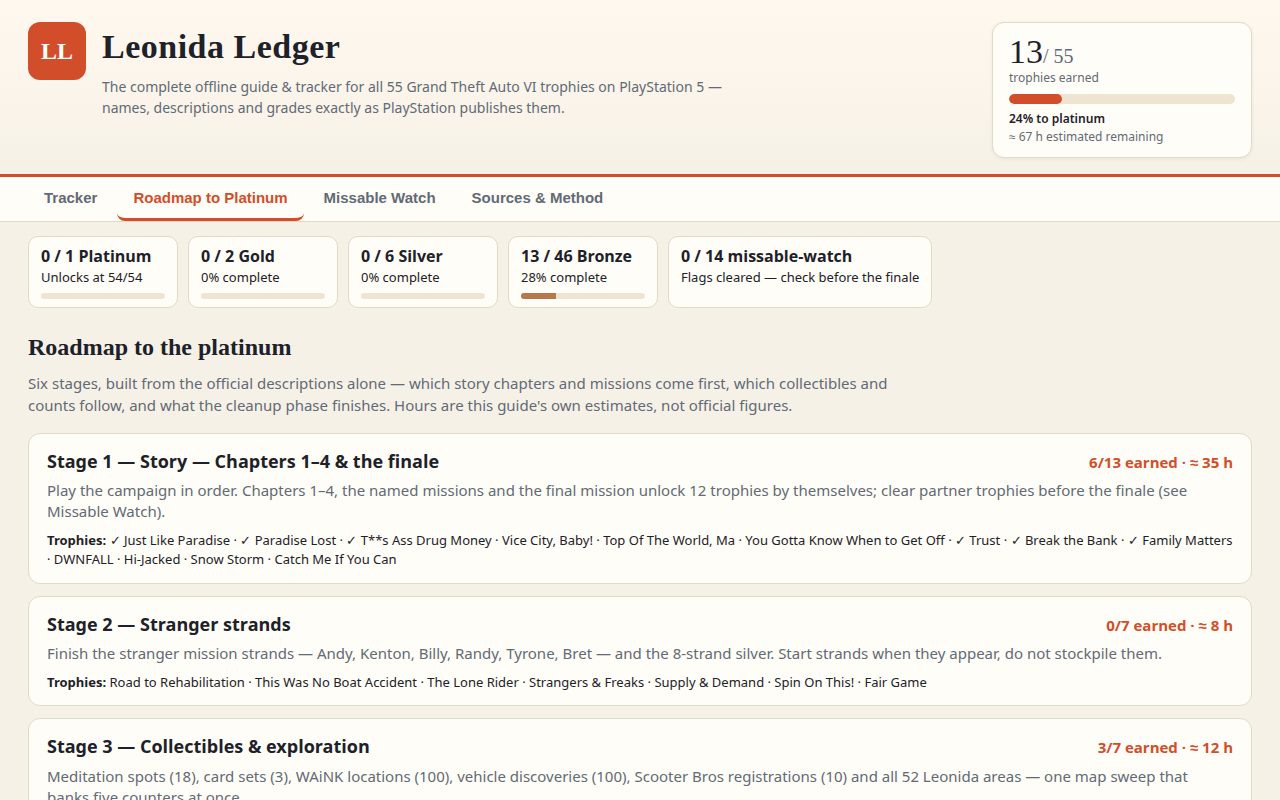 LL
Leonida Ledger
The complete offline guide & tracker for all 55 Grand Theft Auto VI trophies on PlayStation 5 —
names, descriptions and grades exactly as PlayStation publishes them.
13/ 55
trophies earned
24% to platinum
≈ 67 h estimated remaining
Tracker
Roadmap to Platinum
Missable Watch
Sources & Method
0 / 1 Platinum
Unlocks at 54/54
0 / 2 Gold
0% complete
0 / 6 Silver
0% complete
13 / 46 Bronze
28% complete
0 / 14 missable-watch
Flags cleared — check before the finale
Roadmap to the platinum
Six stages, built from the official descriptions alone — which story chapters and missions come first, which collectibles and
counts follow, and what the cleanup phase finishes. Hours are this guide's own estimates, not official figures.
Stage 1 — Story — Chapters 1–4 & the finale
6/13 earned · ≈ 35 h
Play the campaign in order. Chapters 1–4, the named missions and the final mission unlock 12 trophies by themselves; clear partner trophies before the finale (see
Missable Watch).
Trophies: ✓ Just Like Paradise · ✓ Paradise Lost · ✓ T**s Ass Drug Money · Vice City, Baby! · Top Of The World, Ma · You Gotta Know When to Get Off · ✓ Trust · ✓ Break the Bank · ✓ Family Matters
· DWNFALL · Hi-Jacked · Snow Storm · Catch Me If You Can
Stage 2 — Stranger strands
0/7 earned · ≈ 8 h
Finish the stranger mission strands — Andy, Kenton, Billy, Randy, Tyrone, Bret — and the 8-strand silver. Start strands when they appear, do not stockpile them.
Trophies: Road to Rehabilitation · This Was No Boat Accident · The Lone Rider · Strangers & Freaks · Supply & Demand · Spin On This! · Fair Game
Stage 3 — Collectibles & exploration
3/7 earned · ≈ 12 h
Meditation spots (18), card sets (3), WAiNK locations (100), vehicle discoveries (100), Scooter Bros registrations (10) and all 52 Leonida areas — one map sweep that
banks five counters at once.